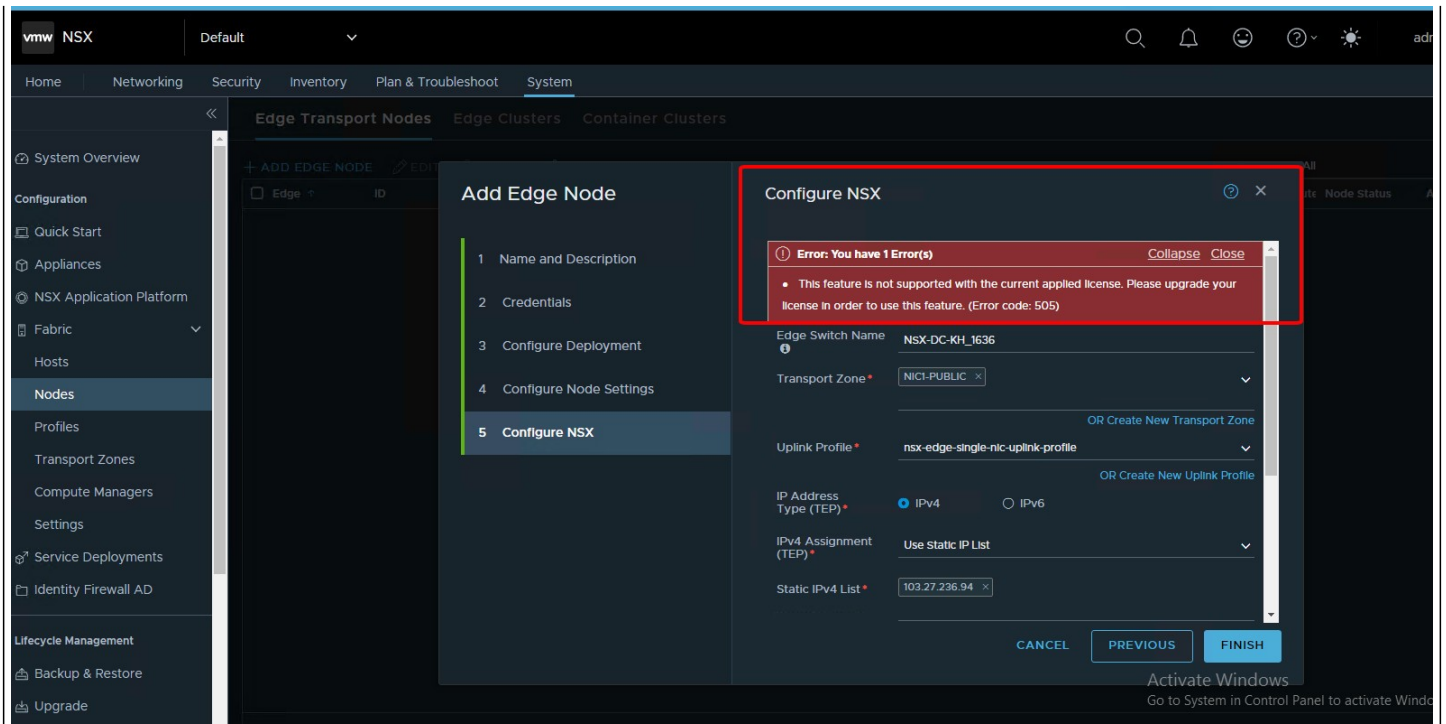 vmw NSX
Default
Home
Networking
Security
Inventory
Plan & Troubleshoot
System
Edge Transport Nodes
Edge Clusters
Container Clusters
System Overview
Configuration
Quick Start
Appliances
NSX Application Platform
Fabric
Hosts
Nodes
Profiles
Transport Zones
Compute Managers
Settings
Service Deployments
Identity Firewall AD
Lifecycle Management
Backup & Restore
Upgrade
+ ADD EDGE NODE
EDIT
All
Edge ↑
ID
Node Status
Add Edge Node
1 Name and Description
2 Credentials
3 Configure Deployment
4 Configure Node Settings
5 Configure NSX
Configure NSX
Error: You have 1 Error(s)
Collapse Close
• This feature is not supported with the current applied license. Please upgrade your
license in order to use this feature. (Error code: 505)
Edge Switch Name
NSX-DC-KH_1636
Transport Zone *
NIC1-PUBLIC ×
OR Create New Transport Zone
Uplink Profile *
nsx-edge-single-nic-uplink-profile
OR Create New Uplink Profile
IP Address
Type (TEP) *
IPv4
IPv6
IPv4 Assignment
(TEP) *
Use Static IP List
Static IPv4 List *
103.27.236.94 ×
CANCEL
PREVIOUS
FINISH
Activate Windows
Go to System in Control Panel to activate Windo